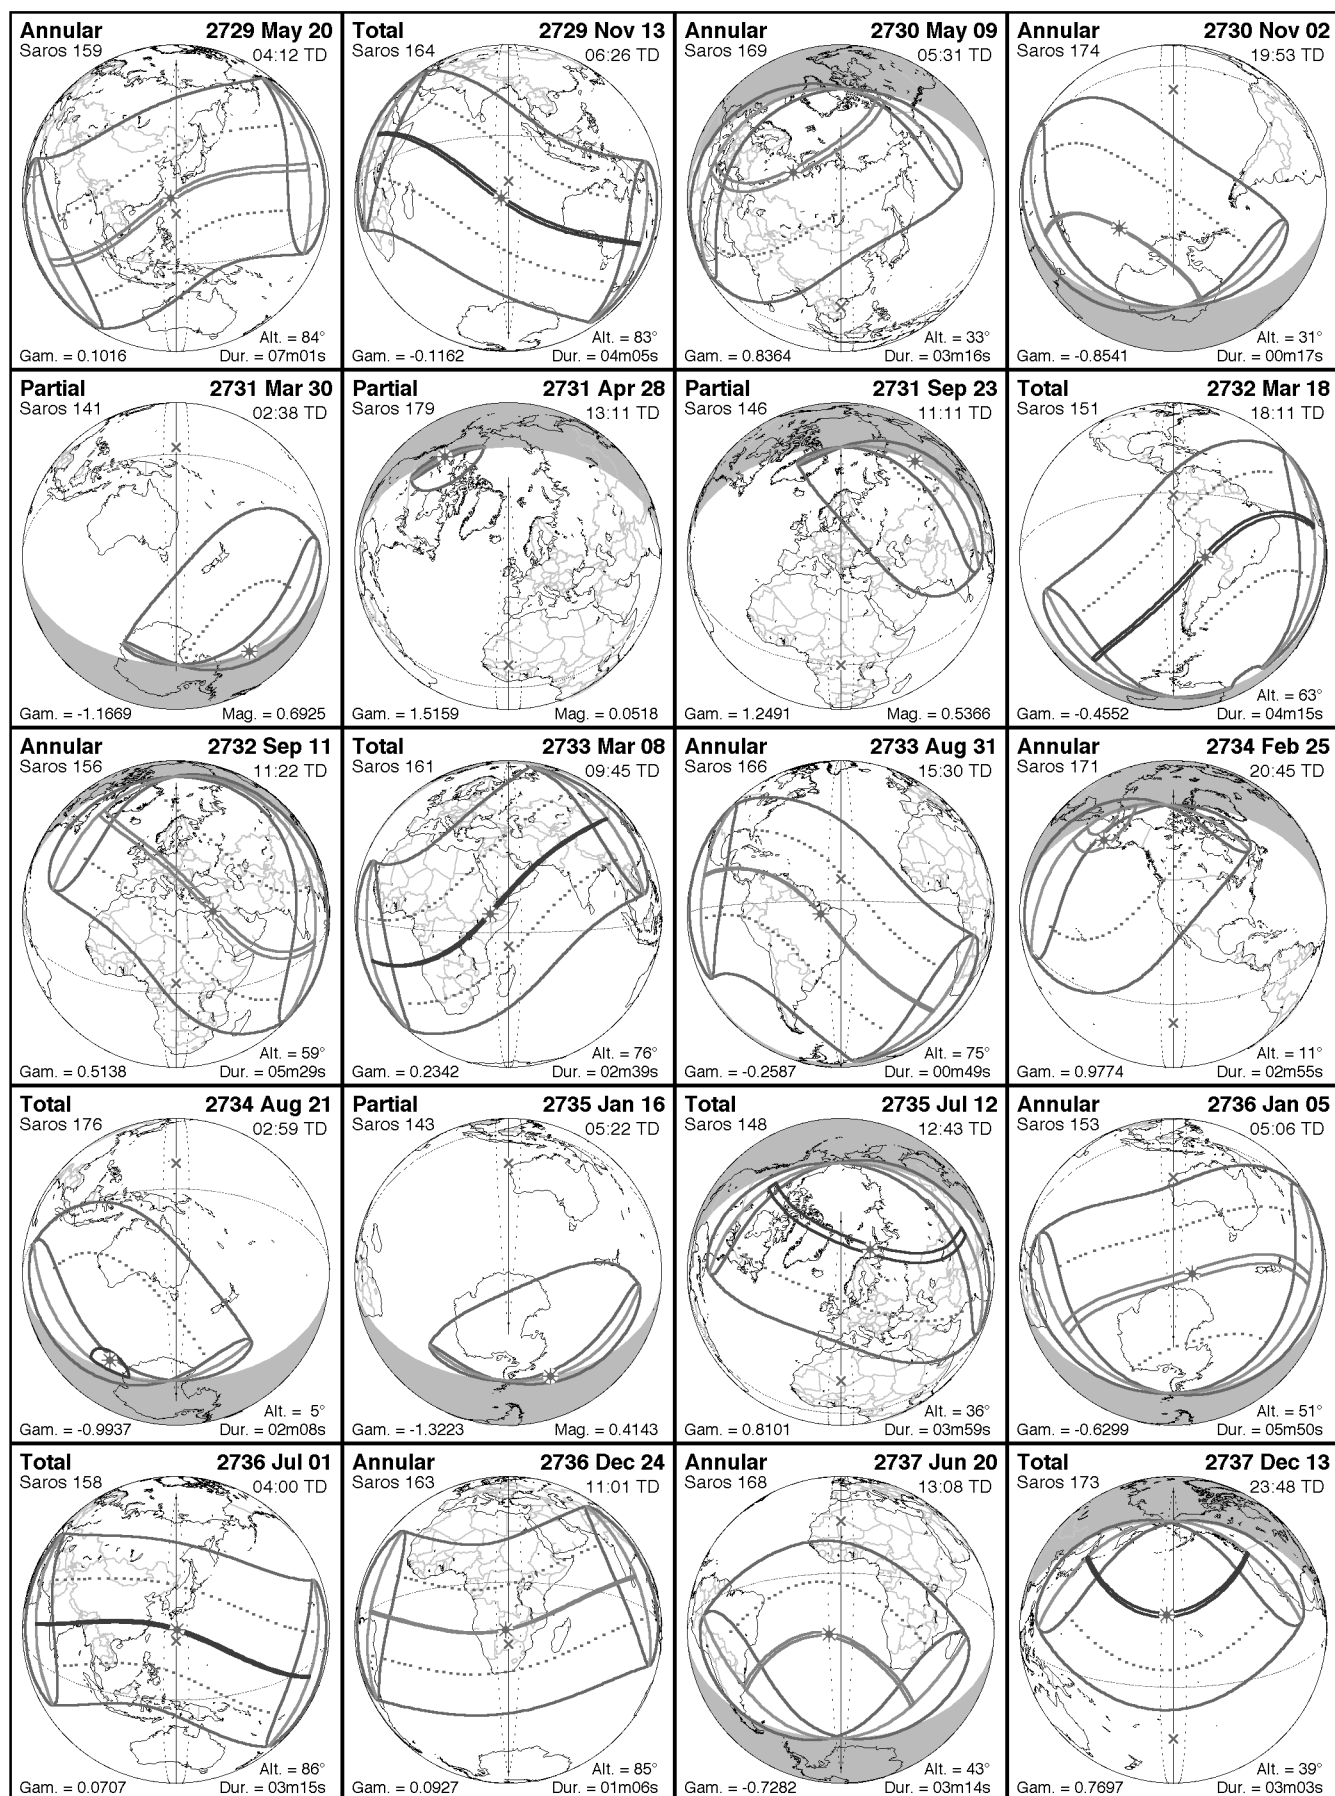 Annular 2729 May 20
Saros 159 04:12 TD
Alt. = 84°
Gam. = 0.1016 Dur. = 07m01s
Total 2729 Nov 13
Saros 164 06:26 TD
Alt. = 83°
Gam. = -0.1162 Dur. = 04m05s
Annular 2730 May 09
Saros 169 05:31 TD
Alt. = 33°
Gam. = 0.8364 Dur. = 03m16s
Annular 2730 Nov 02
Saros 174 19:53 TD
Alt. = 31°
Gam. = -0.8541 Dur. = 00m17s
Partial 2731 Mar 30
Saros 141 02:38 TD
Gam. = -1.1669 Mag. = 0.6925
Partial 2731 Apr 28
Saros 179 13:11 TD
Gam. = 1.5159 Mag. = 0.0518
Partial 2731 Sep 23
Saros 146 11:11 TD
Gam. = 1.2491 Mag. = 0.5366
Total 2732 Mar 18
Saros 151 18:11 TD
Alt. = 63°
Gam. = -0.4552 Dur. = 04m15s
Annular 2732 Sep 11
Saros 156 11:22 TD
Alt. = 59°
Gam. = 0.5138 Dur. = 05m29s
Total 2733 Mar 08
Saros 161 09:45 TD
Alt. = 76°
Gam. = 0.2342 Dur. = 02m39s
Annular 2733 Aug 31
Saros 166 15:30 TD
Alt. = 75°
Gam. = -0.2587 Dur. = 00m49s
Annular 2734 Feb 25
Saros 171 20:45 TD
Alt. = 11°
Gam. = 0.9774 Dur. = 02m55s
Total 2734 Aug 21
Saros 176 02:59 TD
Alt. = 5°
Gam. = -0.9937 Dur. = 02m08s
Partial 2735 Jan 16
Saros 143 05:22 TD
Gam. = -1.3223 Mag. = 0.4143
Total 2735 Jul 12
Saros 148 12:43 TD
Alt. = 36°
Gam. = 0.8101 Dur. = 03m59s
Annular 2736 Jan 05
Saros 153 05:06 TD
Alt. = 51°
Gam. = -0.6299 Dur. = 05m50s
Total 2736 Jul 01
Saros 158 04:00 TD
Alt. = 86°
Gam. = 0.0707 Dur. = 03m15s
Annular 2736 Dec 24
Saros 163 11:01 TD
Alt. = 85°
Gam. = 0.0927 Dur. = 01m06s
Annular 2737 Jun 20
Saros 168 13:08 TD
Alt. = 43°
Gam. = -0.7282 Dur. = 03m14s
Total 2737 Dec 13
Saros 173 23:48 TD
Alt. = 39°
Gam. = 0.7697 Dur. = 03m03s